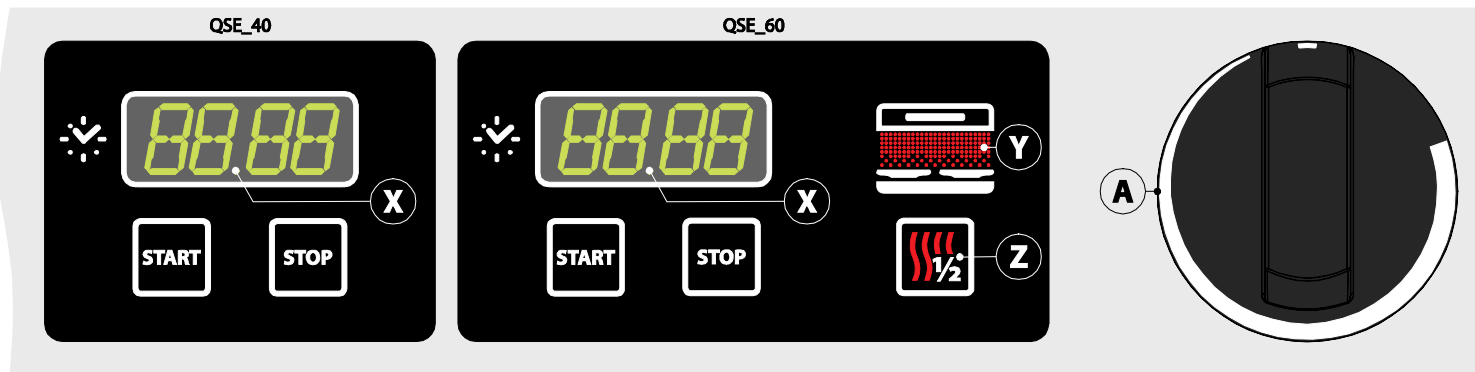 QSE_40
88 88
X
START
STOP
QSE_60
88 88
X
START
STOP
Y
½
Z
A